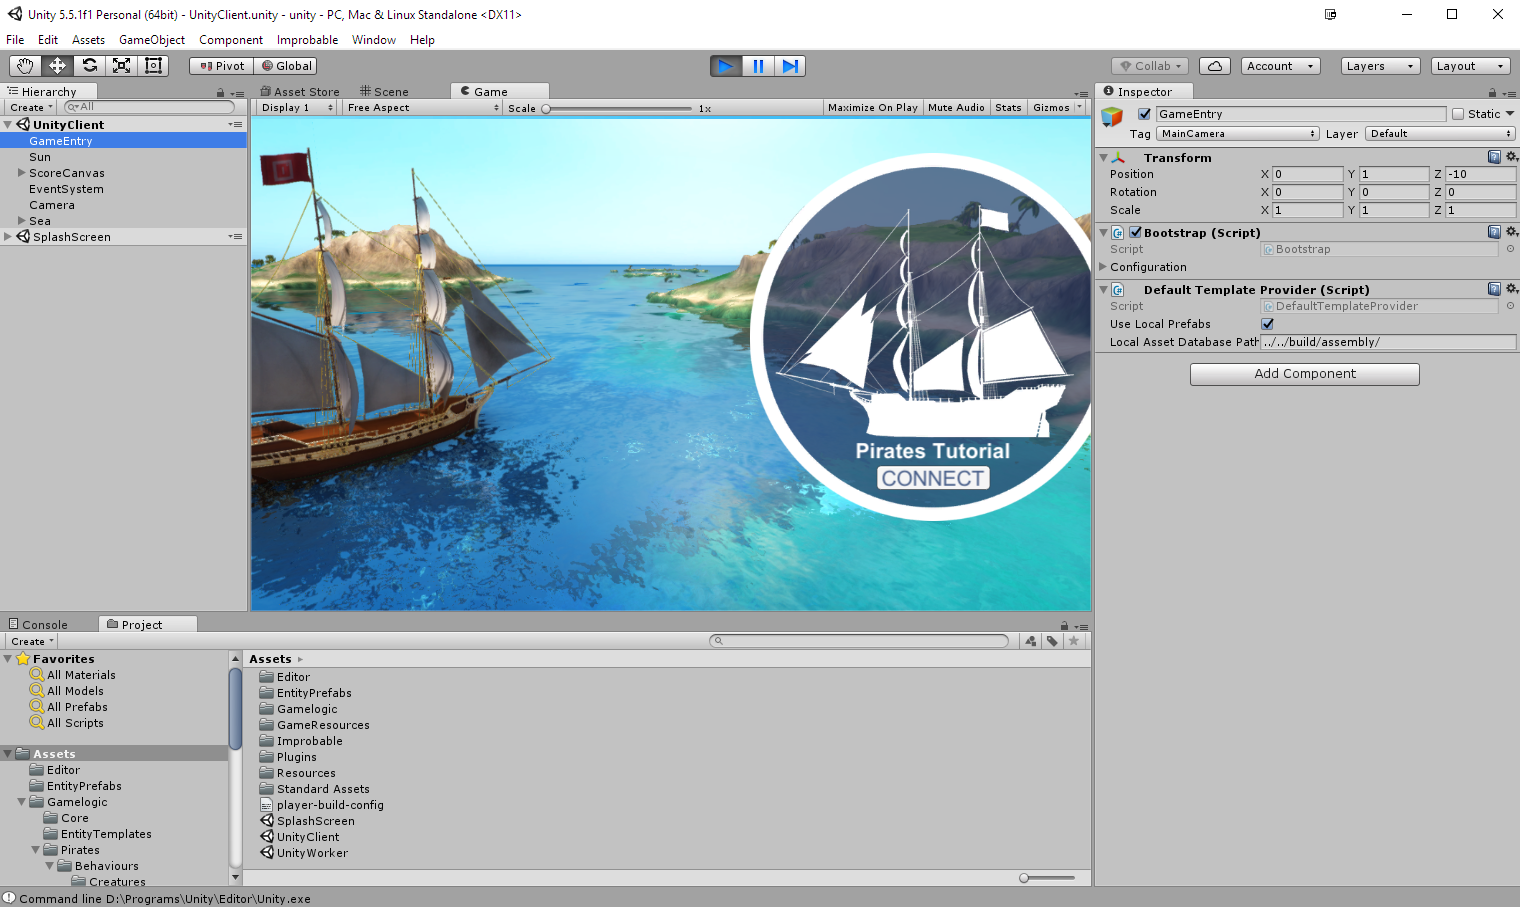 Unity 5.5.1f1 Personal (64bit) - UnityClient.unity - unity - PC, Mac & Linux Standalone <DX11>
File Edit Assets GameObject Component Improbable Window Help
Pivot Global Collab Account Layers Layout
Hierarchy
Create All
UnityClient
GameEntry
Sun
ScoreCanvas
EventSystem
Camera
Sea
SplashScreen
Asset Store Scene Game
Display 1 Free Aspect Scale 1x Maximize On Play Mute Audio Stats Gizmos
Pirates Tutorial
CONNECT
Inspector
GameEntry Static
Tag MainCamera Layer Default
Transform
Position X 0 Y 1 Z -10
Rotation X 0 Y 0 Z 0
Scale X 1 Y 1 Z 1
Bootstrap (Script)
Script Bootstrap
Configuration
Default Template Provider (Script)
Script DefaultTemplateProvider
Use Local Prefabs
Local Asset Database Path ../../build/assembly/
Add Component
Console Project
Create
Favorites
All Materials
All Models
All Prefabs
All Scripts
Assets
Editor
EntityPrefabs
Gamelogic
Core
EntityTemplates
Pirates
Behaviours
Creatures
Assets
Editor
EntityPrefabs
Gamelogic
GameResources
Improbable
Plugins
Resources
Standard Assets
player-build-config
SplashScreen
UnityClient
UnityWorker
Command line D:\Programs\Unity\Editor\Unity.exe